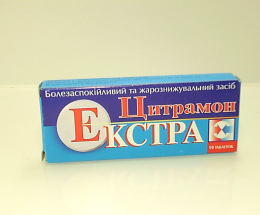 Болезаспокійливий та жарознижувальний засіб
Цитрамон
Екстра